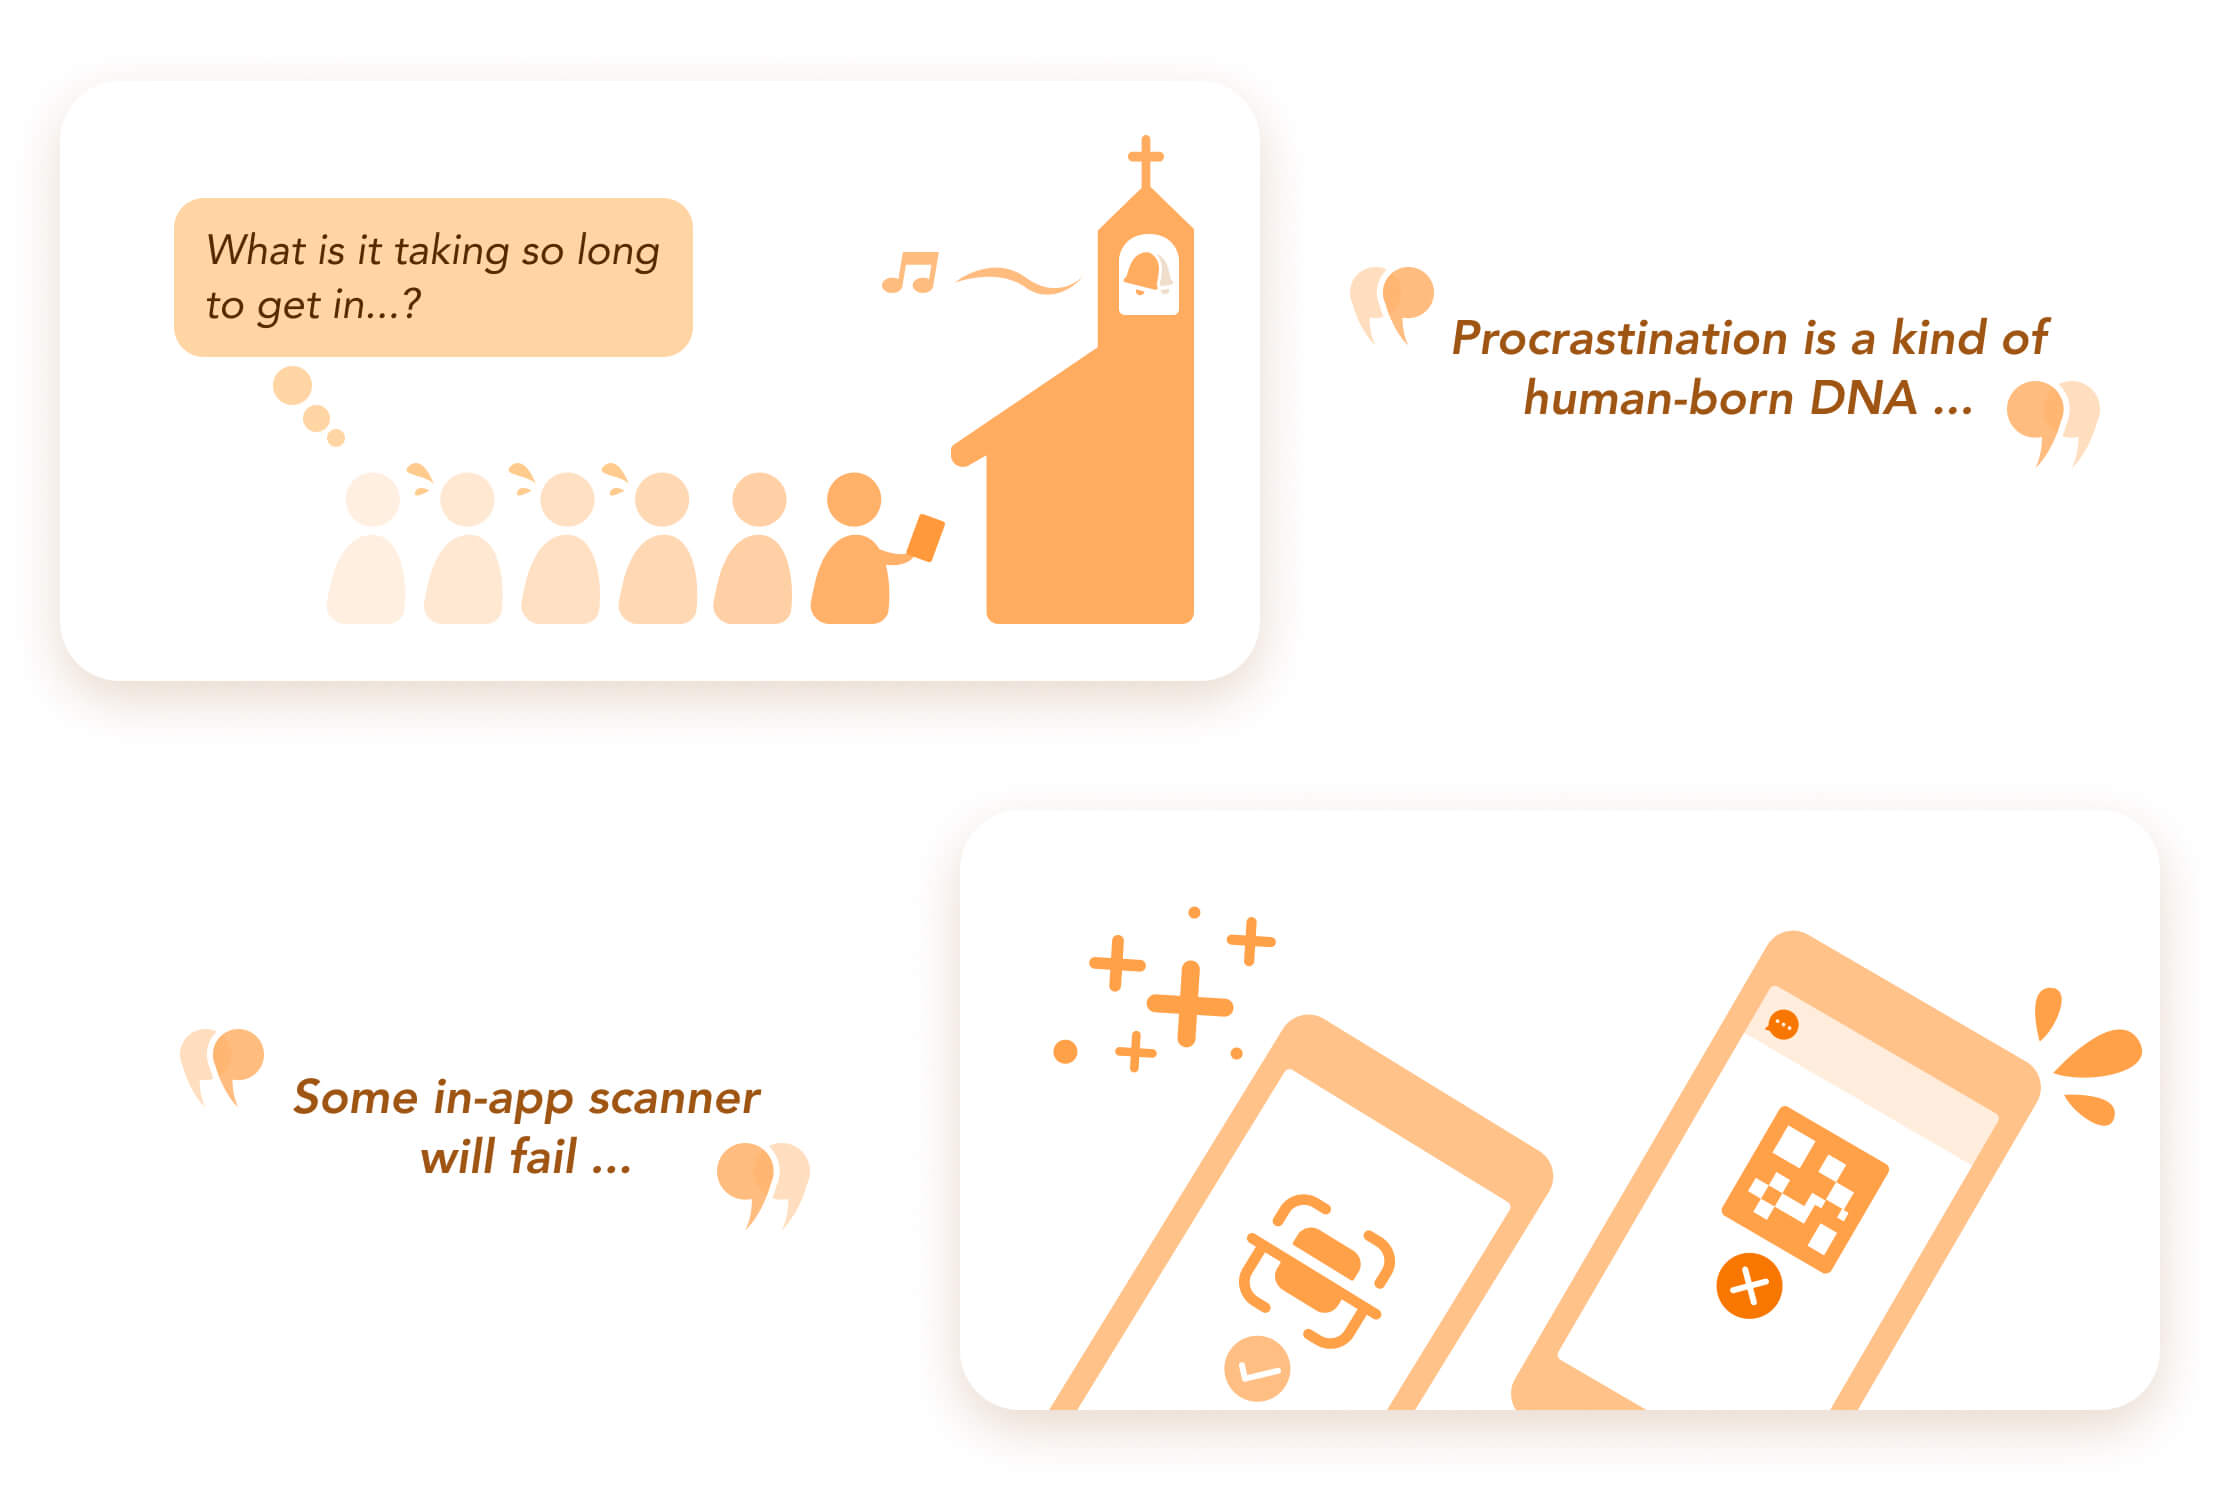 What is it taking so long
to get in...?
Procrastination is a kind of
human-born DNA ...
Some in-app scanner
will fail ...